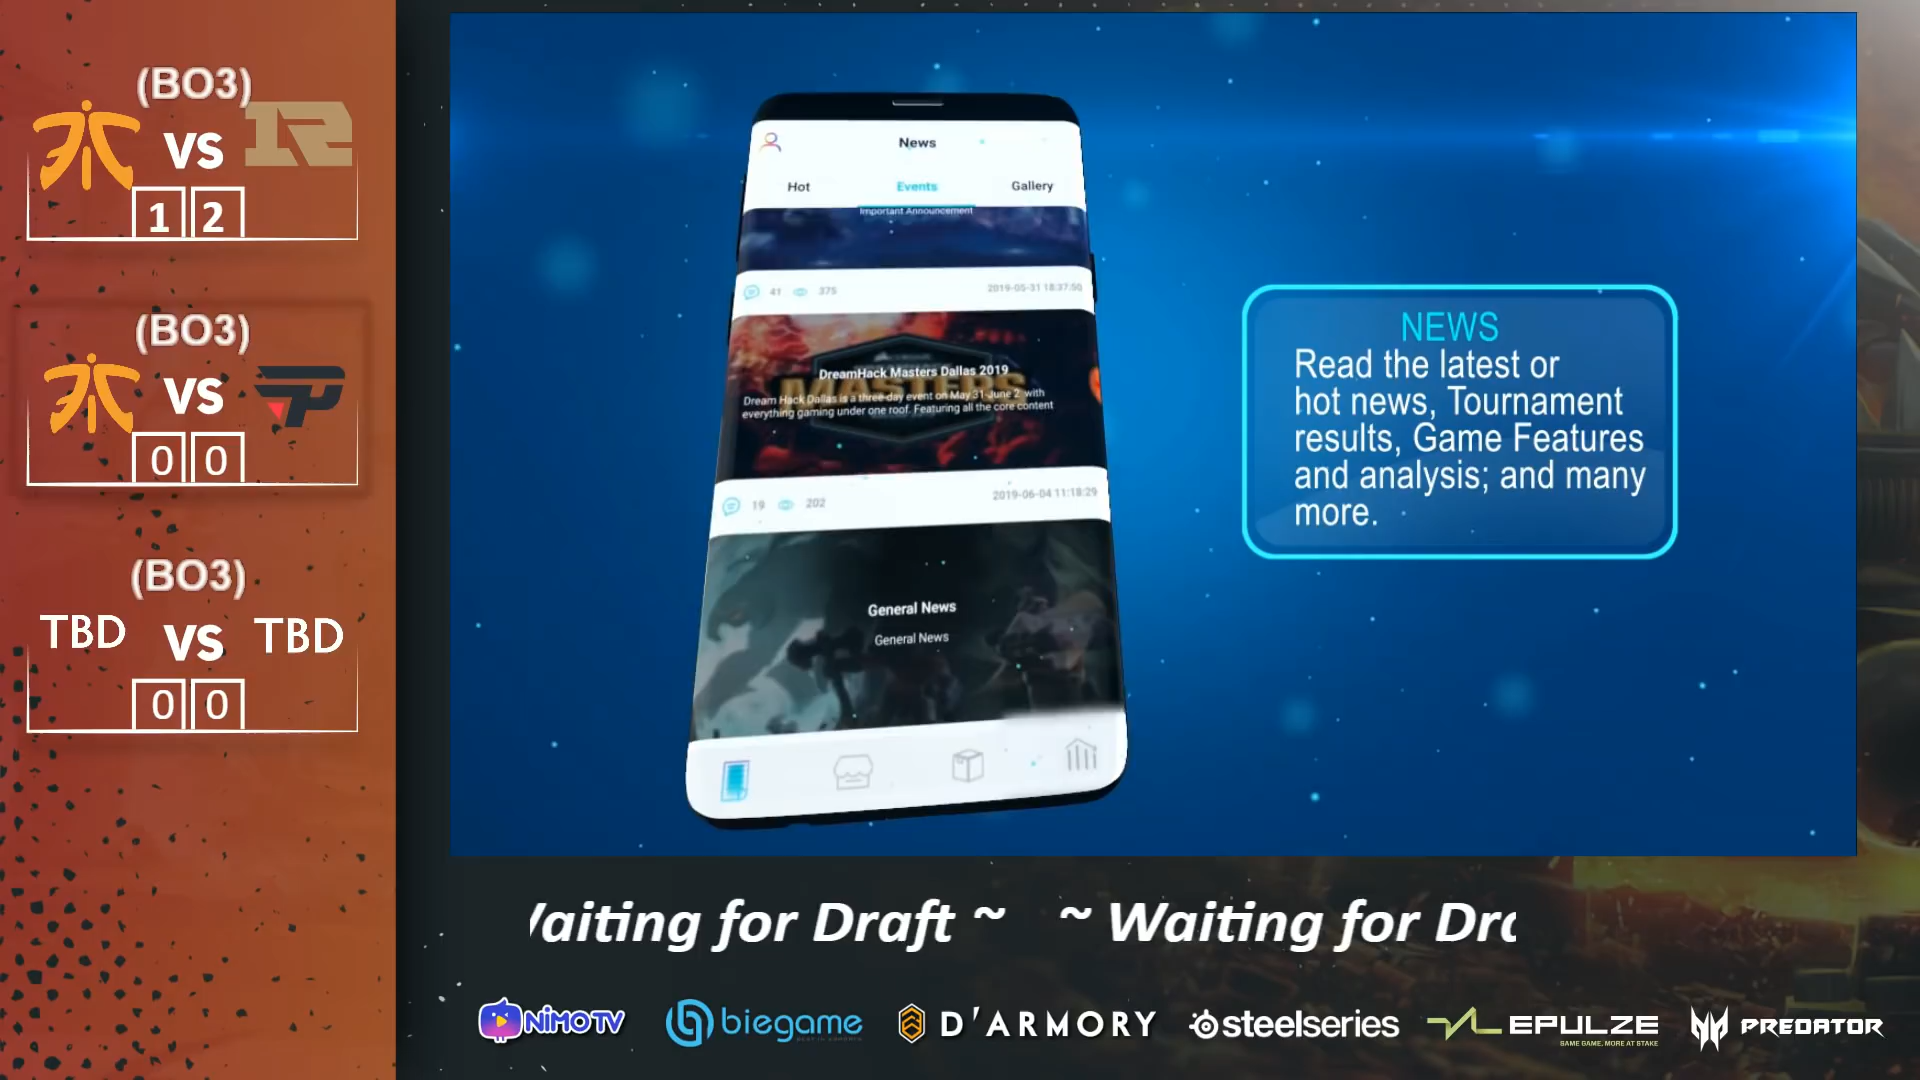 (BO3)
VS
1 2
(BO3)
VS
0 0
(BO3)
TBD VS TBD
0 0
News
Hot Events Gallery
Important Announcement
41 375 2019-05-31 18:37:50
MASTERS
DreamHack Masters Dallas 2019
Dream Hack Dallas is a three-day event on May 31-June 2 with
everything gaming under one roof. Featuring all the core content
19 202 2019-06-04 11:18:29
General News
General News
NEWS
Read the latest or
hot news, Tournament
results, Game Features
and analysis; and many
more.
aiting for Draft ~ ~ Waiting for Dra
NIMOTV biegame D'ARMORY steelseries EPULZE PREDATOR
SAME GAME. MORE AT STAKE